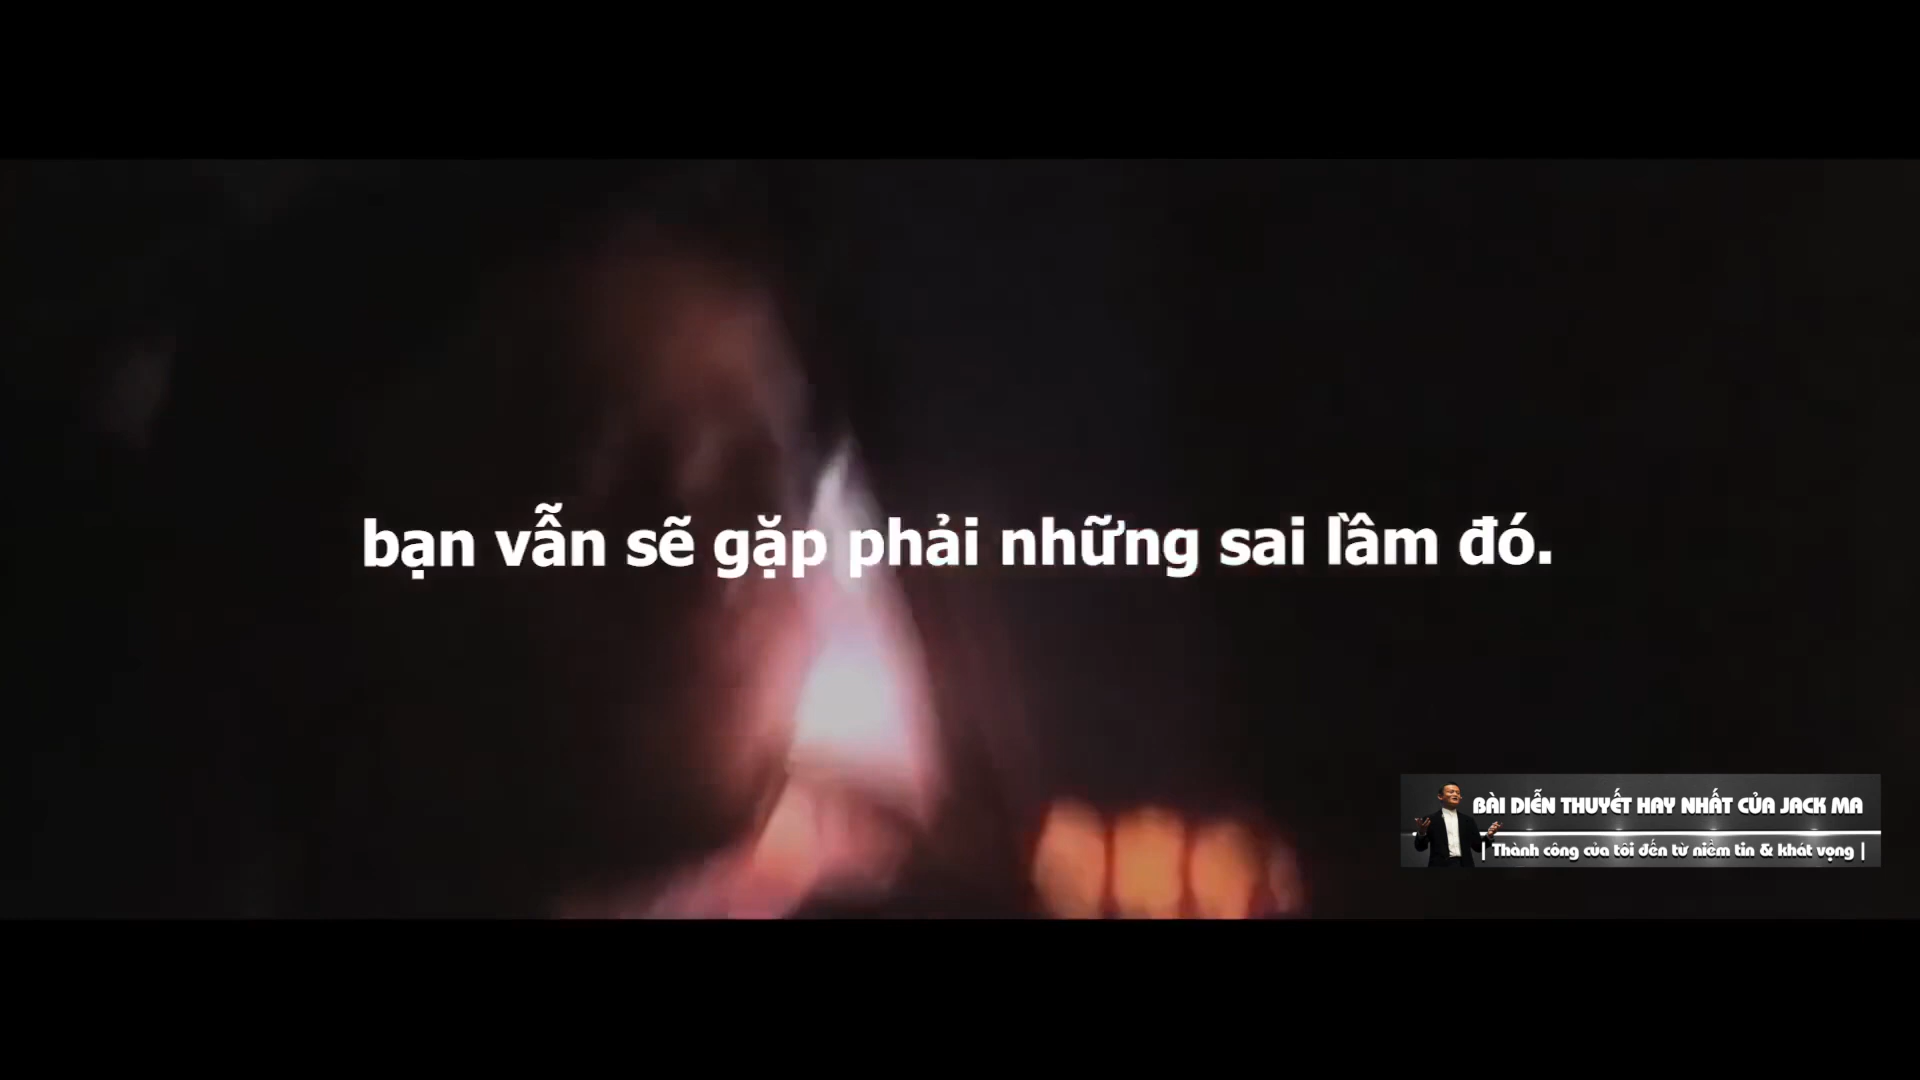 bạn vẫn sẽ gặp phải những sai lầm đó.
BÀI DIỄN THUYẾT HAY NHẤT CỦA JACK MA
| Thành công của tôi đến từ niềm tin & khát vọng |